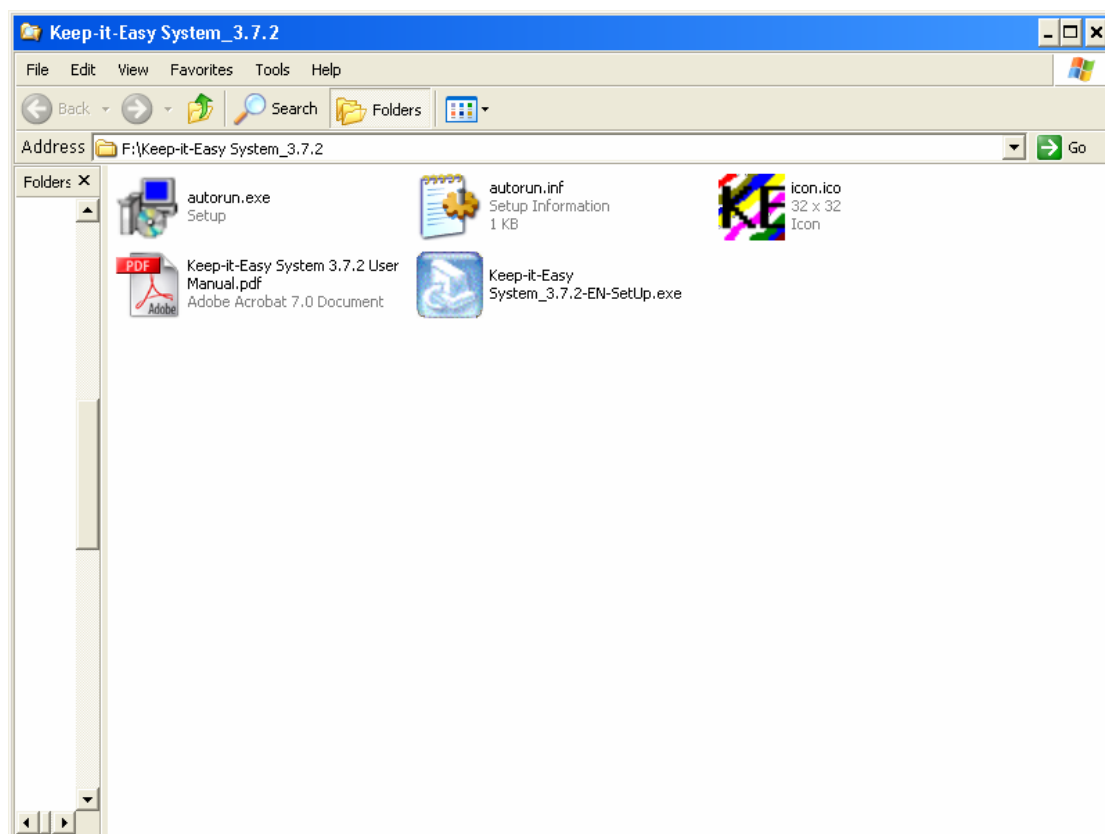 Keep-it-Easy System_3.7.2
File Edit View Favorites Tools Help
Back Search Folders
Address F:\Keep-it-Easy System_3.7.2 Go
Folders
autorun.exe
Setup
autorun.inf
Setup Information
1 KB
KE
icon.ico
32 x 32
Icon
PDF
Adobe
Keep-it-Easy System 3.7.2 User
Manual.pdf
Adobe Acrobat 7.0 Document
Keep-it-Easy
System_3.7.2-EN-SetUp.exe